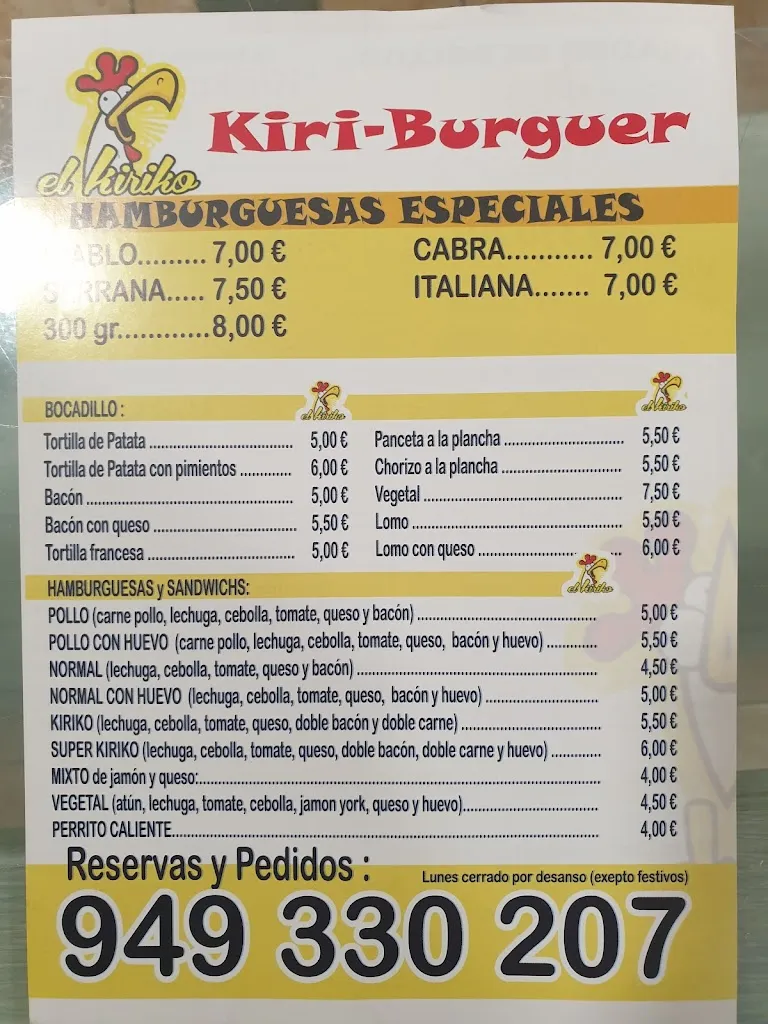 el kiriko
Kiri-Burguer
HAMBURGUESAS ESPECIALES
ABLO......... 7,00 €
CABRA........... 7,00 €
SERRANA..... 7,50 €
ITALIANA....... 7,00 €
300 gr............8,00 €
BOCADILLO :
el kiriko
el kiriko
Tortilla de Patata ................................. 5,00 €
Tortilla de Patata con pimientos ............ 6,00 €
Bacón ................................................ 5,00 €
Bacón con queso ................................. 5,50 €
Tortilla francesa .................................. 5,00 €
Panceta a la plancha ............................ 5,50 €
Chorizo a la plancha ............................ 5,50 €
Vegetal .............................................. 7,50 €
Lomo ................................................. 5,50 €
Lomo con queso ....................... ... 6,00 €
HAMBURGUESAS y SANDWICHS:
el kiriko
POLLO (carne pollo, lechuga, cebolla, tomate, queso y bacón) .......................................... 5,00 €
POLLO CON HUEVO (carne pollo, lechuga, cebolla, tomate, queso, bacón y huevo) ............ 5,50 €
NORMAL (lechuga, cebolla, tomate, queso y bacón) ........................................................ 4,50 €
NORMAL CON HUEVO (lechuga, cebolla, tomate, queso, bacón y huevo) .......................... 5,00 €
KIRIKO (lechuga, cebolla, tomate, queso, doble bacón y doble carne) ................................ 5,50 €
SUPER KIRIKO (lechuga, cebolla, tomate, queso, doble bacón, doble carne y huevo) ............ 6,00 €
MIXTO de jamón y queso:............................................................................................. 4,00 €
VEGETAL (atún, lechuga, tomate, cebolla, jamon york, queso y huevo)............................... 4,50 €
PERRITO CALIENTE..................................................................................................... 4,00 €
Reservas y Pedidos :
Lunes cerrado por desanso (exepto festivos)
949 330 207